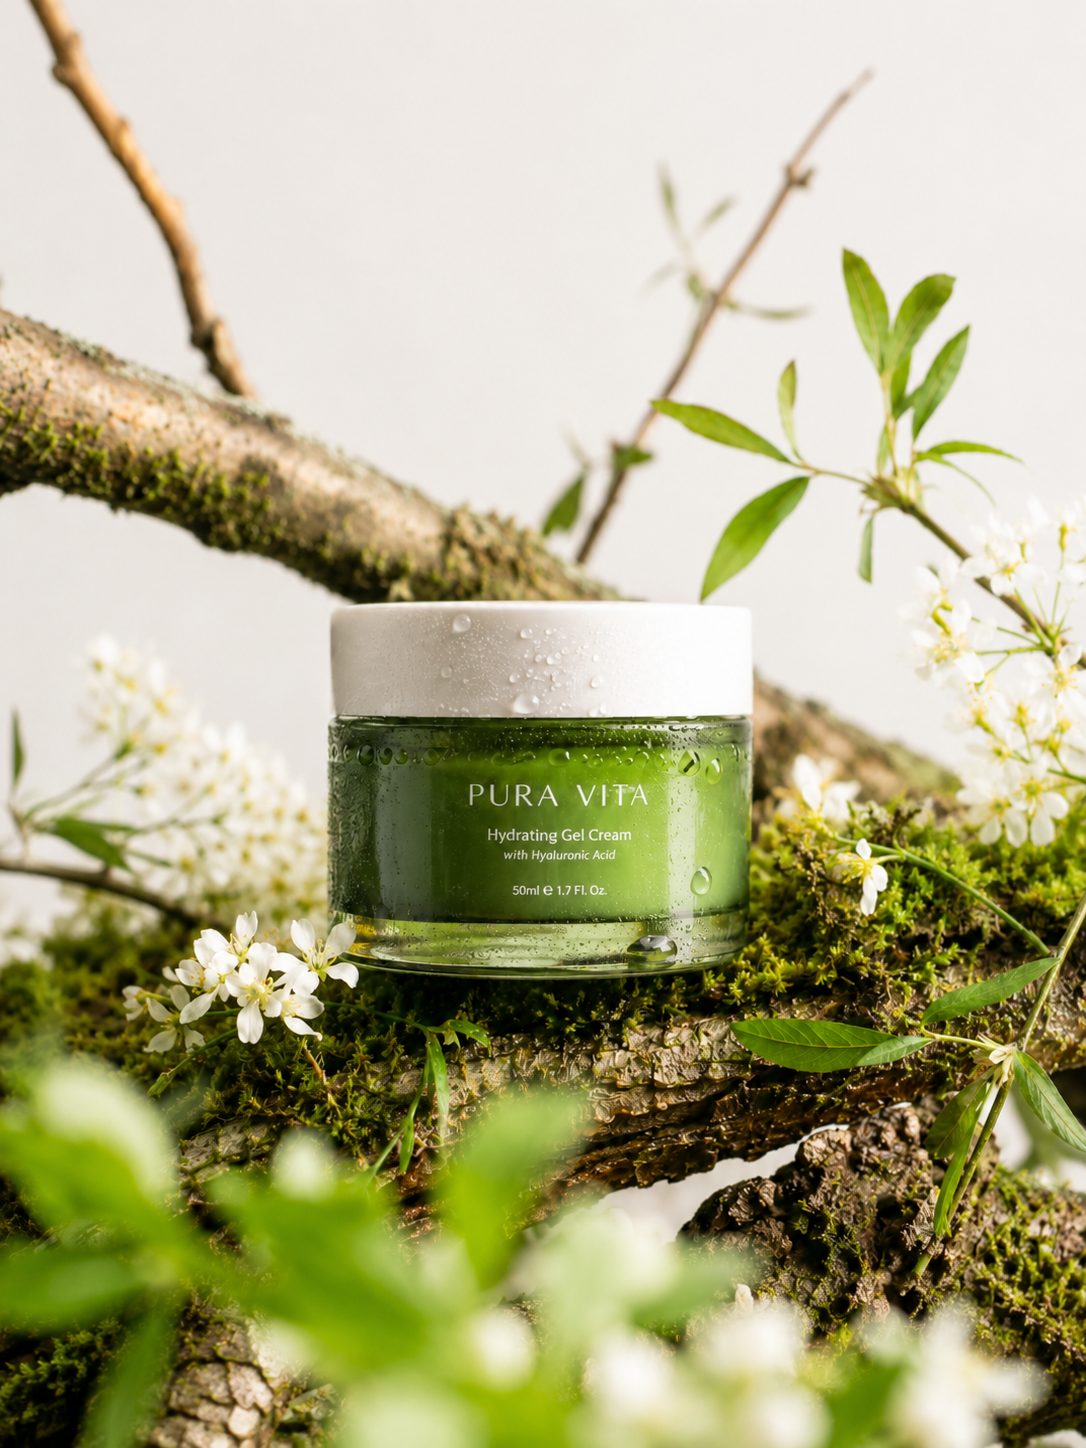 PURA VITA
Hydrating Gel Cream
with Hyaluronic Acid
50ml e 1.7 Fl. Oz.